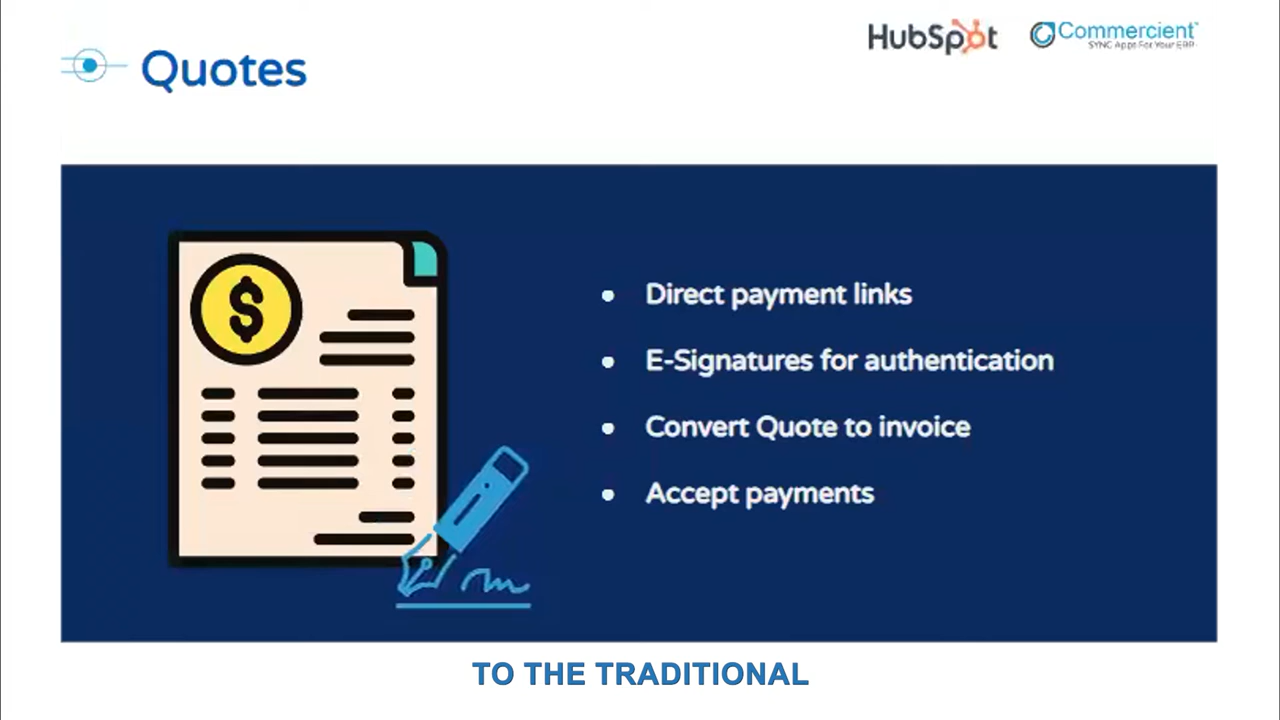 Quotes
HubSpot
Commercient
SYNC Apps For Your ERP
$
• Direct payment links
• E-Signatures for authentication
• Convert Quote to invoice
• Accept payments
TO THE TRADITIONAL